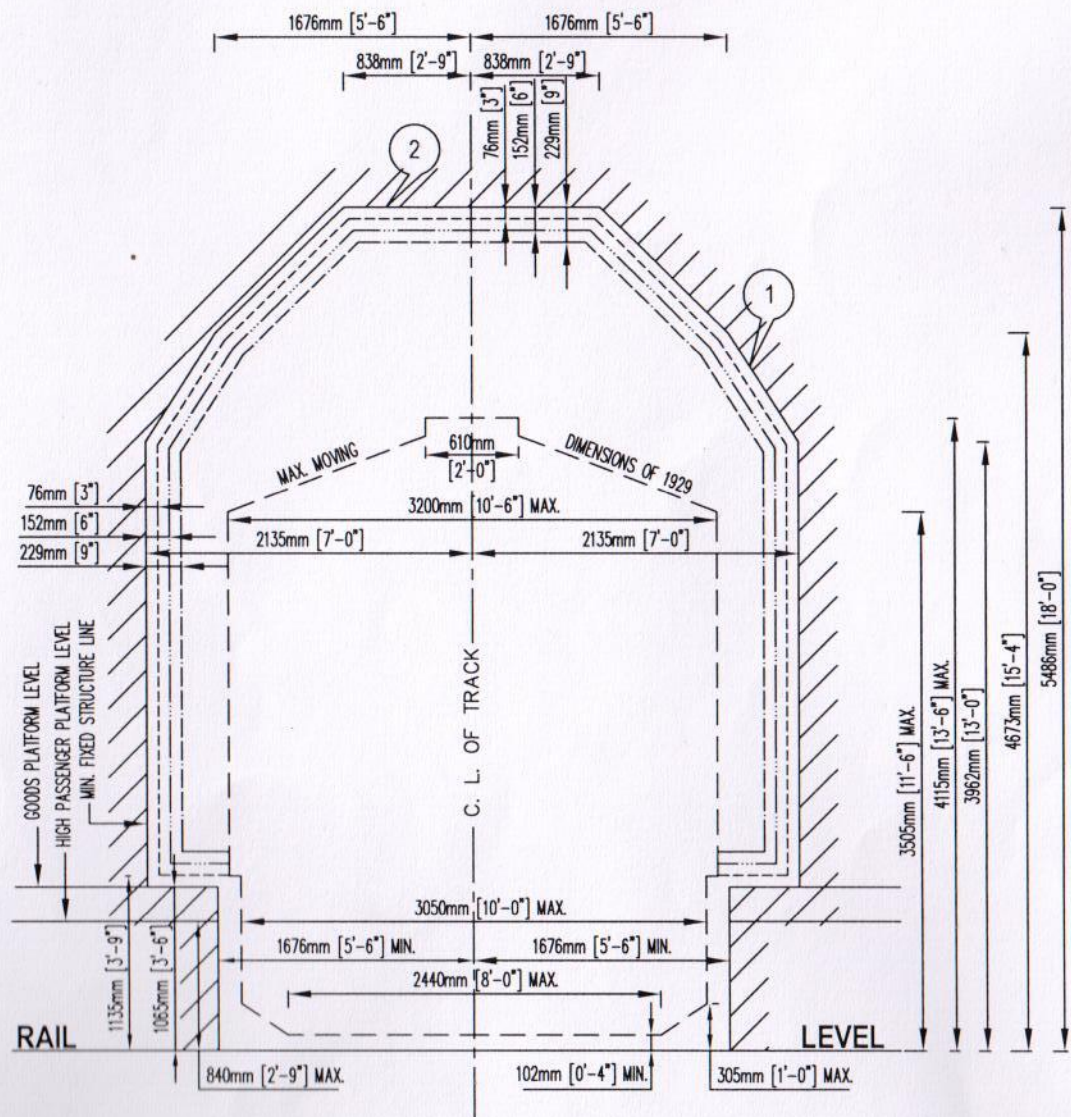 1676mm [5'-6"]
1676mm [5'-6"]
838mm [2'-9"]
838mm [2'-9"]
76mm [3"]
152mm [6"]
229mm [9"]
2
1
610mm
[2'-0"]
MAX. MOVING
DIMENSIONS OF 1929
76mm [3"]
152mm [6"]
229mm [9"]
3200mm [10'-6"] MAX.
2135mm [7'-0"]
2135mm [7'-0"]
GOODS PLATFORM LEVEL
HIGH PASSENGER PLATFORM LEVEL
MIN. FIXED STRUCTURE LINE
C. L. OF TRACK
3505mm [11'-6"] MAX.
4115mm [13'-6"] MAX.
3962mm [13'-0"]
4673mm [15'-4"]
5486mm [18'-0"]
3050mm [10'-0"] MAX.
1676mm [5'-6"] MIN.
1676mm [5'-6"] MIN.
2440mm [8'-0"] MAX.
1135mm [3'-9"]
1065mm [3'-6"]
RAIL
LEVEL
840mm [2'-9"] MAX.
102mm [0'-4"] MIN.
305mm [1'-0"] MAX.